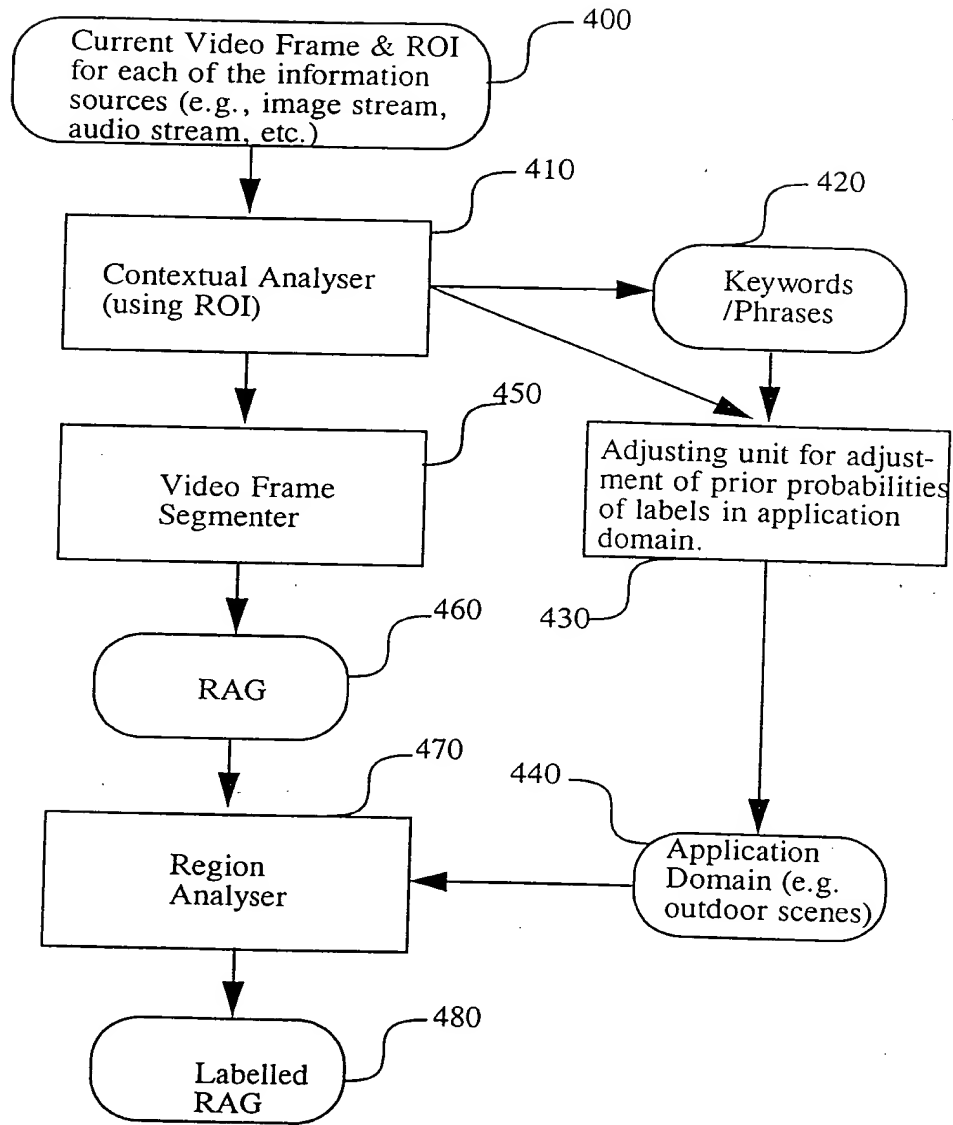 400
Current Video Frame & ROI
for each of the information
sources (e.g., image stream,
audio stream, etc.)
410
Contextual Analyser
(using ROI)
420
Keywords
/Phrases
450
Video Frame
Segmenter
Adjusting unit for adjust-
ment of prior probabilities
of labels in application
domain.
430
460
RAG
470
Region
Analyser
440
Application
Domain (e.g.
outdoor scenes)
480
Labelled
RAG